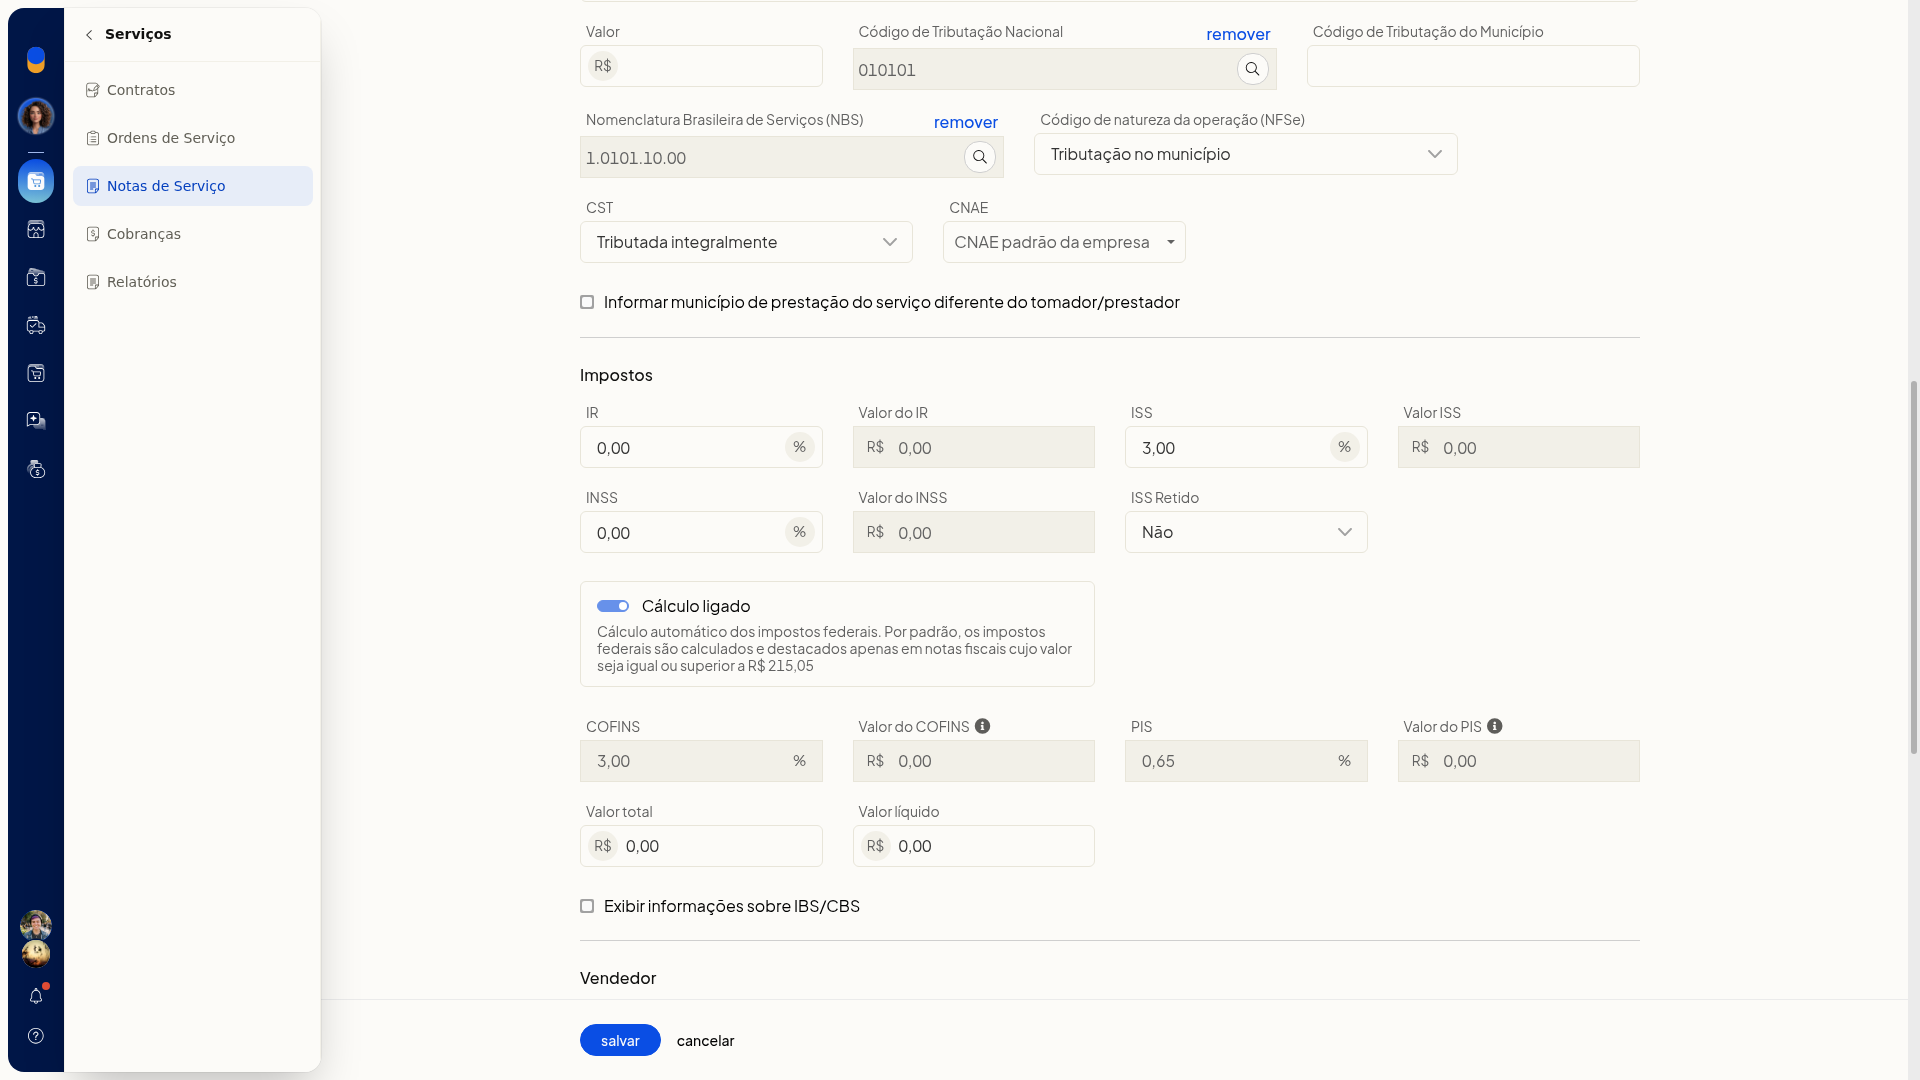 Serviços
Contratos
Ordens de Serviço
Notas de Serviço
Cobranças
Relatórios
Valor
R$
Código de Tributação Nacional
remover
010101
Código de Tributação do Município
Nomenclatura Brasileira de Serviços (NBS)
remover
1.0101.10.00
Código de natureza da operação (NFSe)
Tributação no município
CST
Tributada integralmente
CNAE
CNAE padrão da empresa
Informar município de prestação do serviço diferente do tomador/prestador
Impostos
IR
0,00 %
Valor do IR
R$ 0,00
ISS
3,00 %
Valor ISS
R$ 0,00
INSS
0,00 %
Valor do INSS
R$ 0,00
ISS Retido
Não
Cálculo ligado
Cálculo automático dos impostos federais. Por padrão, os impostos
federais são calculados e destacados apenas em notas fiscais cujo valor
seja igual ou superior a R$ 215,05
COFINS
3,00 %
Valor do COFINS
R$ 0,00
PIS
0,65 %
Valor do PIS
R$ 0,00
Valor total
R$ 0,00
Valor líquido
R$ 0,00
Exibir informações sobre IBS/CBS
Vendedor
salvar
cancelar